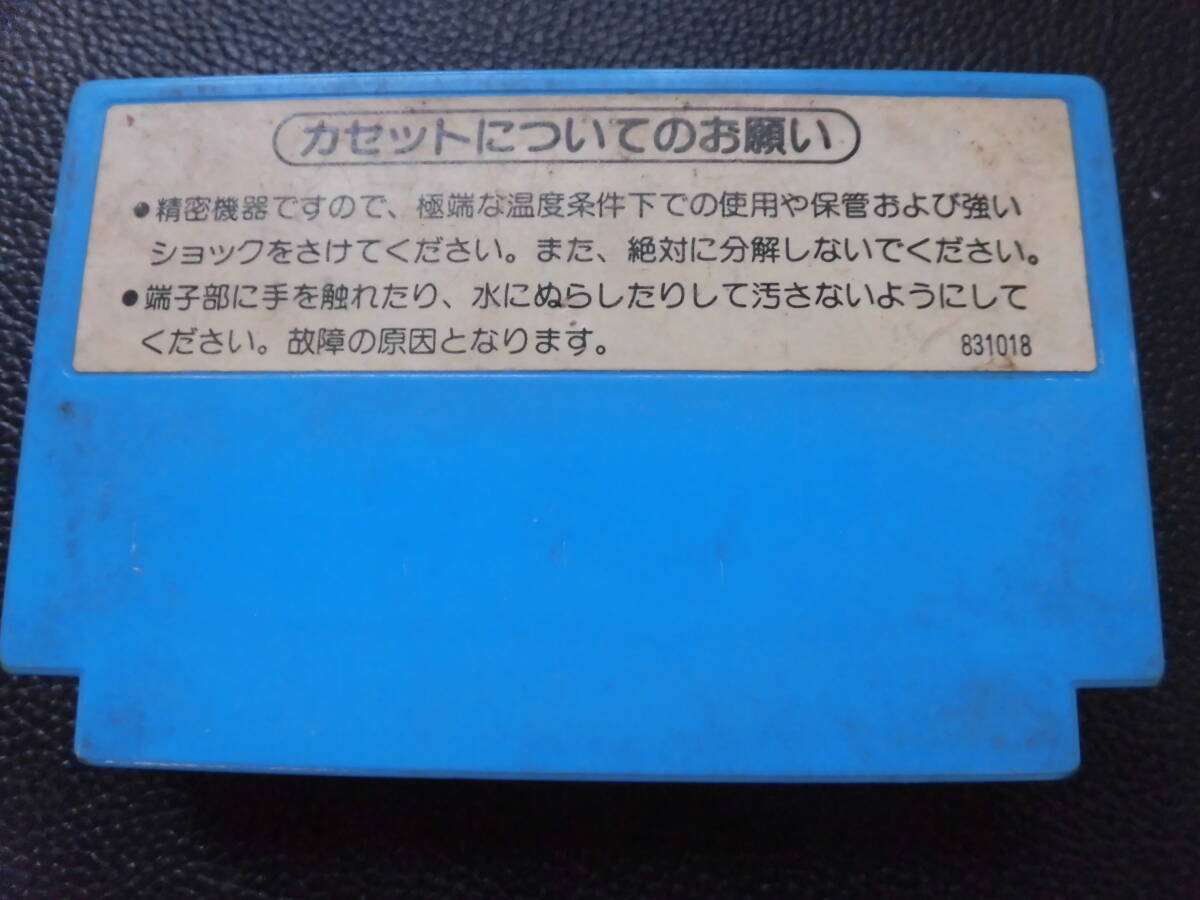 カセットについてのお願い
●精密機器ですので、極端な温度条件下での使用や保管および強い
ショックをさけてください。また、絶対に分解しないでください。
●端子部に手を触れたり、水にぬらしたりして汚さないようにして
ください。故障の原因となります。 831018